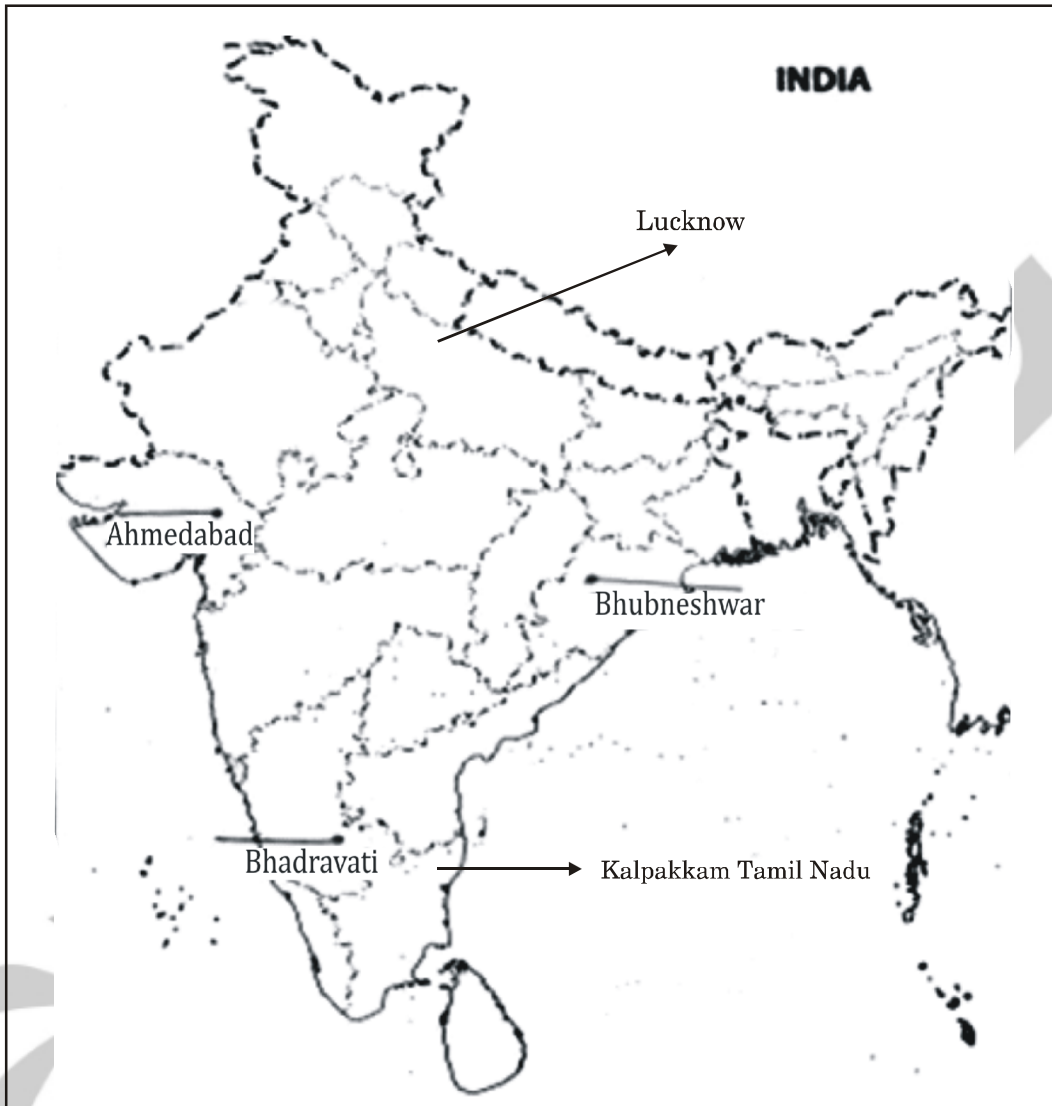 INDIA
Lucknow
Ahmedabad
Bhubneshwar
Bhadravati
Kalpakkam Tamil Nadu